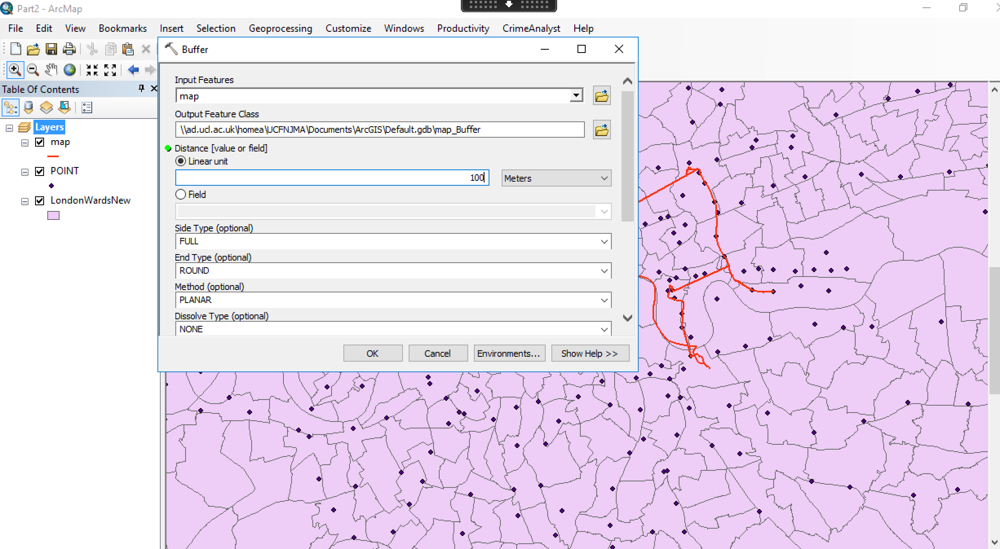 Part2 - ArcMap
File Edit View Bookmarks Insert Selection Geoprocessing Customize Windows Productivity CrimeAnalyst Help
Table Of Contents
Layers
map
POINT
LondonWardsNew
Buffer
Input Features
map
Output Feature Class
\\ad.ucl.ac.uk\homea\UCFNJMA\Documents\ArcGIS\Default.gdb\map_Buffer
Distance [value or field]
Linear unit
100 Meters
Field
Side Type (optional)
FULL
End Type (optional)
ROUND
Method (optional)
PLANAR
Dissolve Type (optional)
NONE
OK Cancel Environments... Show Help >>